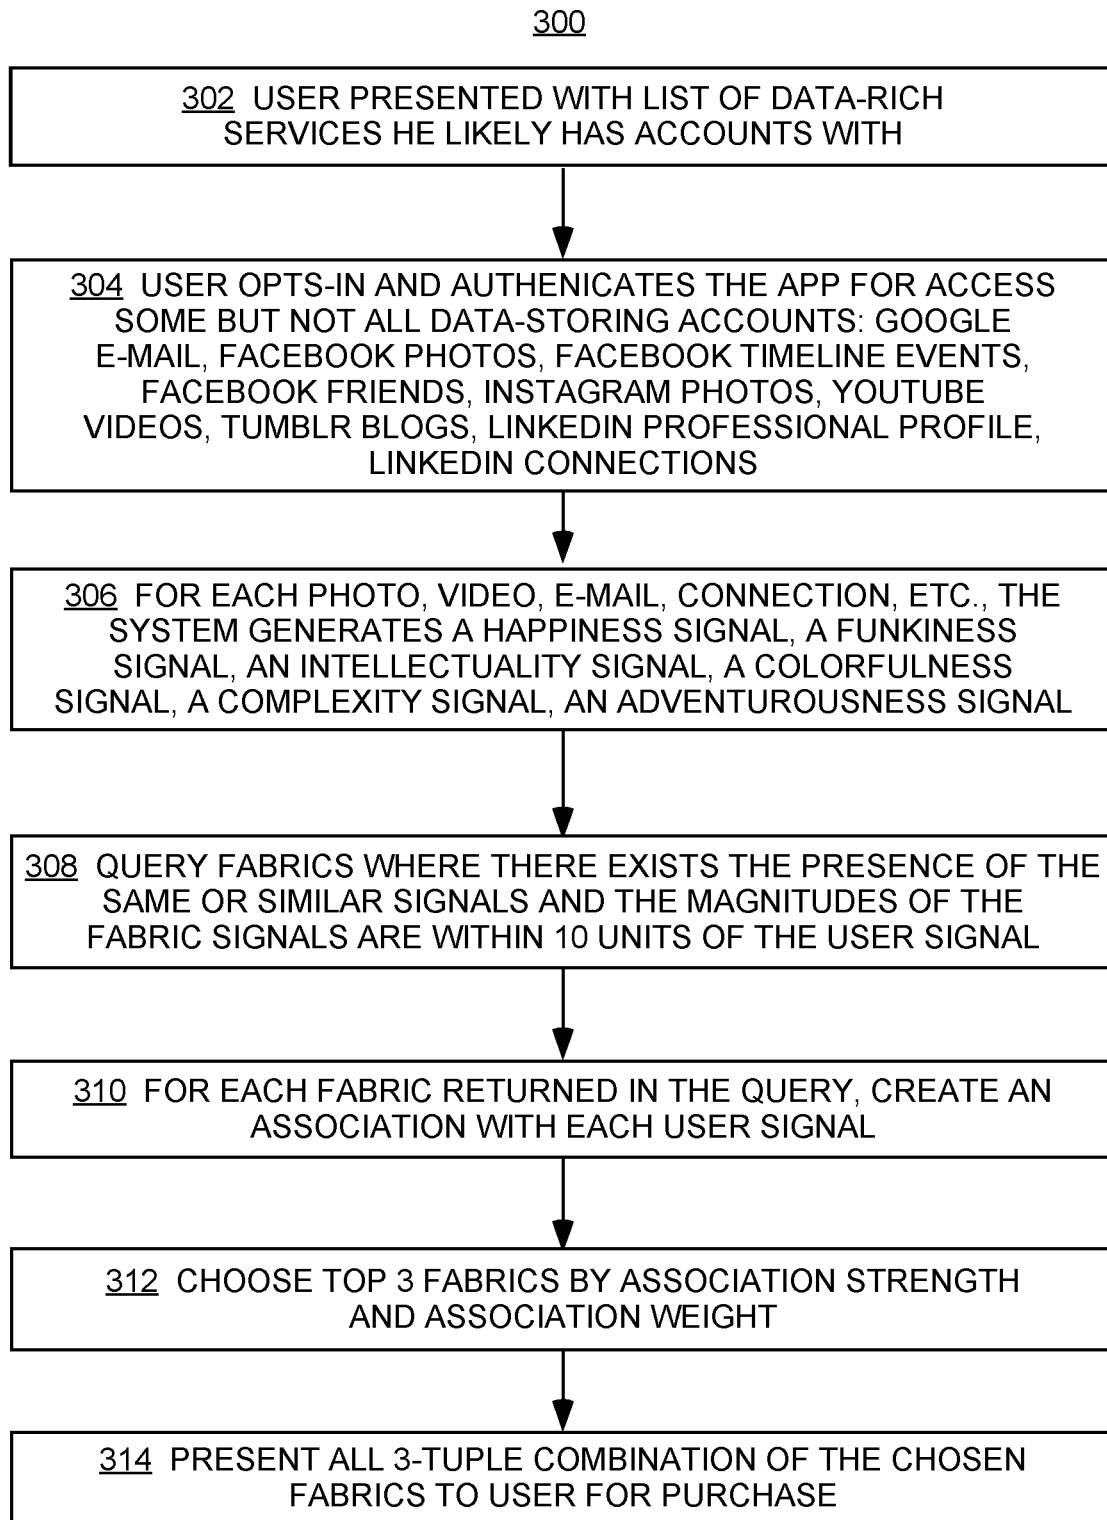 300
302 USER PRESENTED WITH LIST OF DATA-RICH
SERVICES HE LIKELY HAS ACCOUNTS WITH
304 USER OPTS-IN AND AUTHENICATES THE APP FOR ACCESS
SOME BUT NOT ALL DATA-STORING ACCOUNTS: GOOGLE
E-MAIL, FACEBOOK PHOTOS, FACEBOOK TIMELINE EVENTS,
FACEBOOK FRIENDS, INSTAGRAM PHOTOS, YOUTUBE
VIDEOS, TUMBLR BLOGS, LINKEDIN PROFESSIONAL PROFILE,
LINKEDIN CONNECTIONS
306 FOR EACH PHOTO, VIDEO, E-MAIL, CONNECTION, ETC., THE
SYSTEM GENERATES A HAPPINESS SIGNAL, A FUNKINESS
SIGNAL, AN INTELLECTUALITY SIGNAL, A COLORFULNESS
SIGNAL, A COMPLEXITY SIGNAL, AN ADVENTUROUSNESS SIGNAL
308 QUERY FABRICS WHERE THERE EXISTS THE PRESENCE OF THE
SAME OR SIMILAR SIGNALS AND THE MAGNITUDES OF THE
FABRIC SIGNALS ARE WITHIN 10 UNITS OF THE USER SIGNAL
310 FOR EACH FABRIC RETURNED IN THE QUERY, CREATE AN
ASSOCIATION WITH EACH USER SIGNAL
312 CHOOSE TOP 3 FABRICS BY ASSOCIATION STRENGTH
AND ASSOCIATION WEIGHT
314 PRESENT ALL 3-TUPLE COMBINATION OF THE CHOSEN
FABRICS TO USER FOR PURCHASE